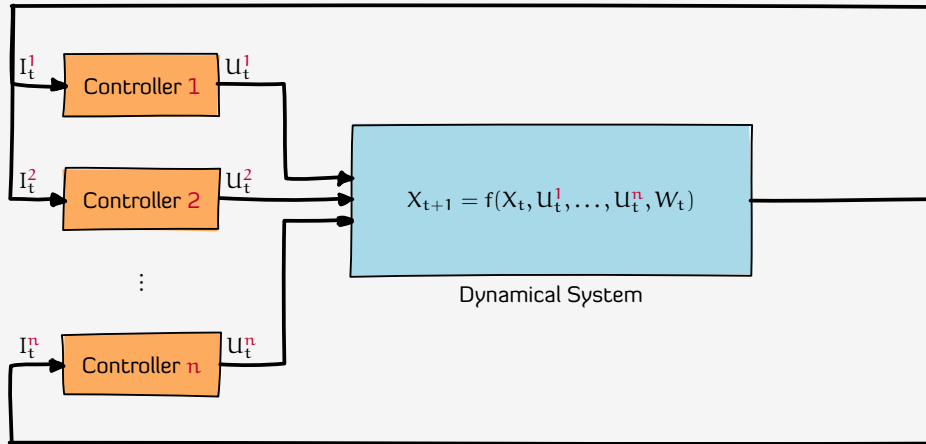 I_t^1
U_t^1
Controller 1
I_t^2
U_t^2
Controller 2
X_{t+1} = f(X_t, U_t^1, …, U_t^n, W_t)
⋮
Dynamical System
I_t^n
U_t^n
Controller n